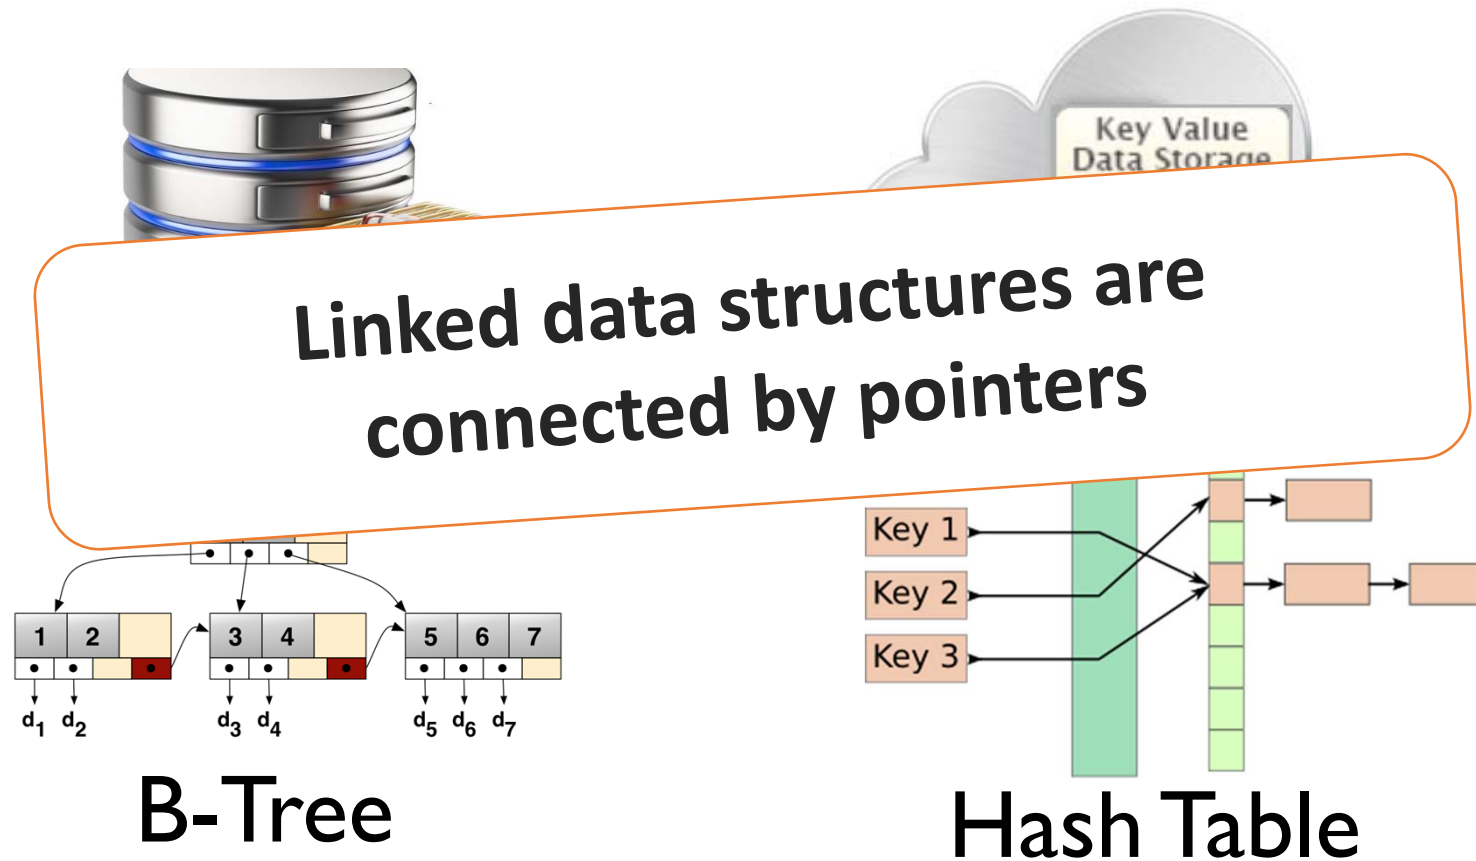 Key Value
Data Storage
Linked data structures are
connected by pointers
Key 1
Key 2
Key 3
1 2 3 4 5 6 7
d1 d2 d3 d4 d5 d6 d7
B-Tree
Hash Table